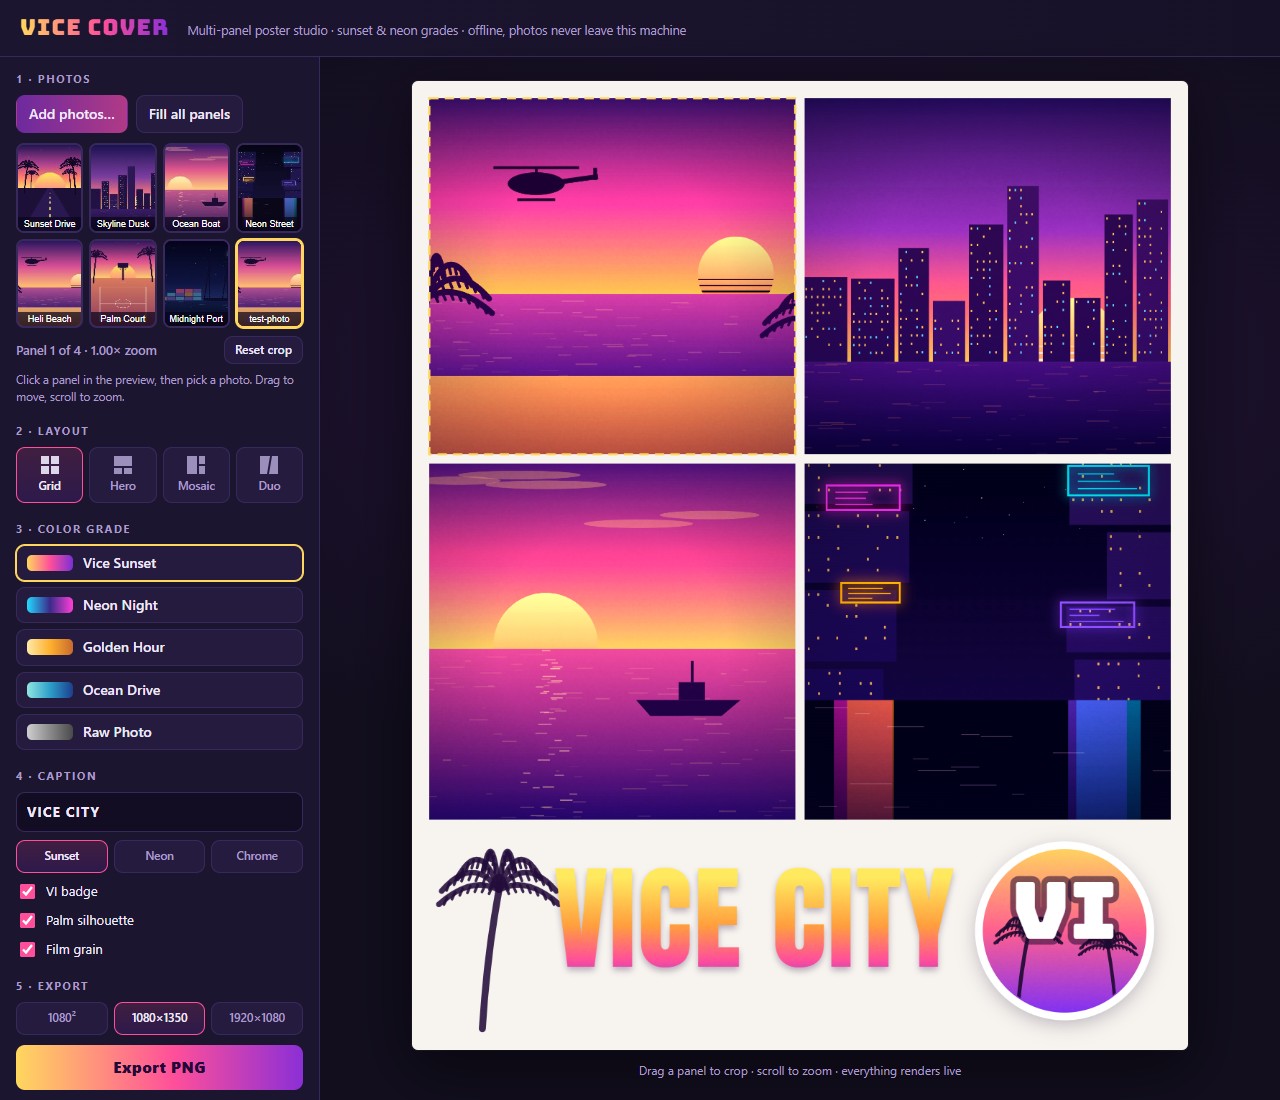 VICE COVER
Multi-panel poster studio · sunset & neon grades · offline, photos never leave this machine
1 · PHOTOS
Add photos...
Fill all panels
Sunset Drive
Skyline Dusk
Ocean Boat
Neon Street
Heli Beach
Palm Court
Midnight Port
test-photo
Panel 1 of 4 · 1.00× zoom
Reset crop
Click a panel in the preview, then pick a photo. Drag to
move, scroll to zoom.
2 · LAYOUT
Grid
Hero
Mosaic
Duo
3 · COLOR GRADE
Vice Sunset
Neon Night
Golden Hour
Ocean Drive
Raw Photo
4 · CAPTION
VICE CITY
Sunset
Neon
Chrome
VI badge
Palm silhouette
Film grain
5 · EXPORT
1080²
1080×1350
1920×1080
Export PNG
VICE CITY
VI
Drag a panel to crop · scroll to zoom · everything renders live